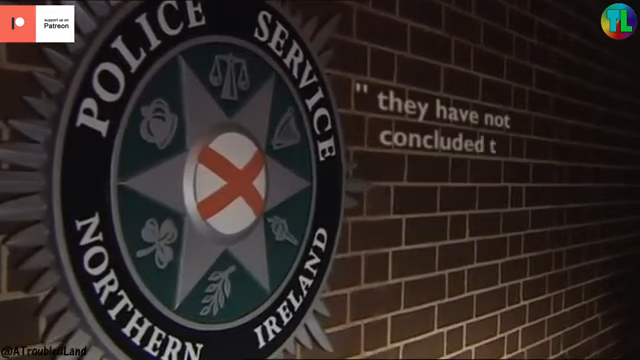 support us on
Patreon
TL
POLICE SERVICE
NORTHERN IRELAND
" they have not
concluded t
@ATroubledLand